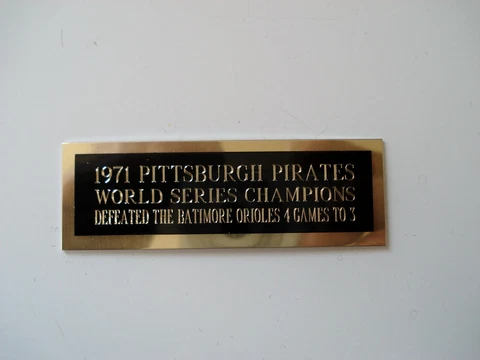 1971 PITTSBURGH PIRATES
WORLD SERIES CHAMPIONS
DEFEATED THE BATIMORE ORIOLES 4 GAMES TO 3